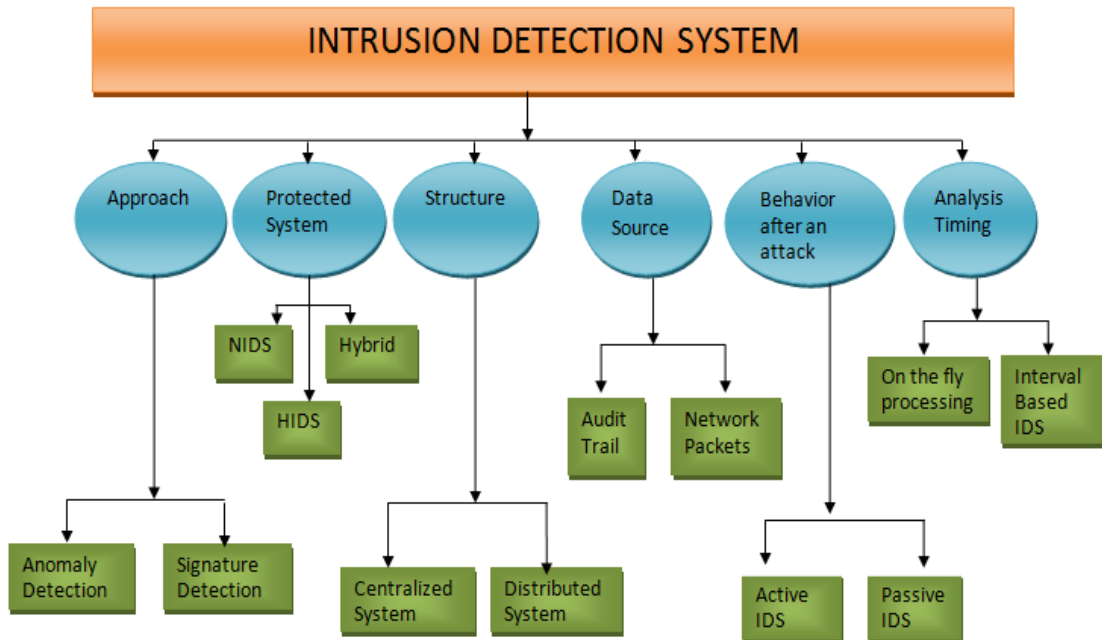 INTRUSION DETECTION SYSTEM
Approach
Protected
System
Structure
Data
Source
Behavior
after an
attack
Analysis
Timing
NIDS
Hybrid
HIDS
On the fly
processing
Interval
Based
IDS
Audit
Trail
Network
Packets
Anomaly
Detection
Signature
Detection
Centralized
System
Distributed
System
Active
IDS
Passive
IDS